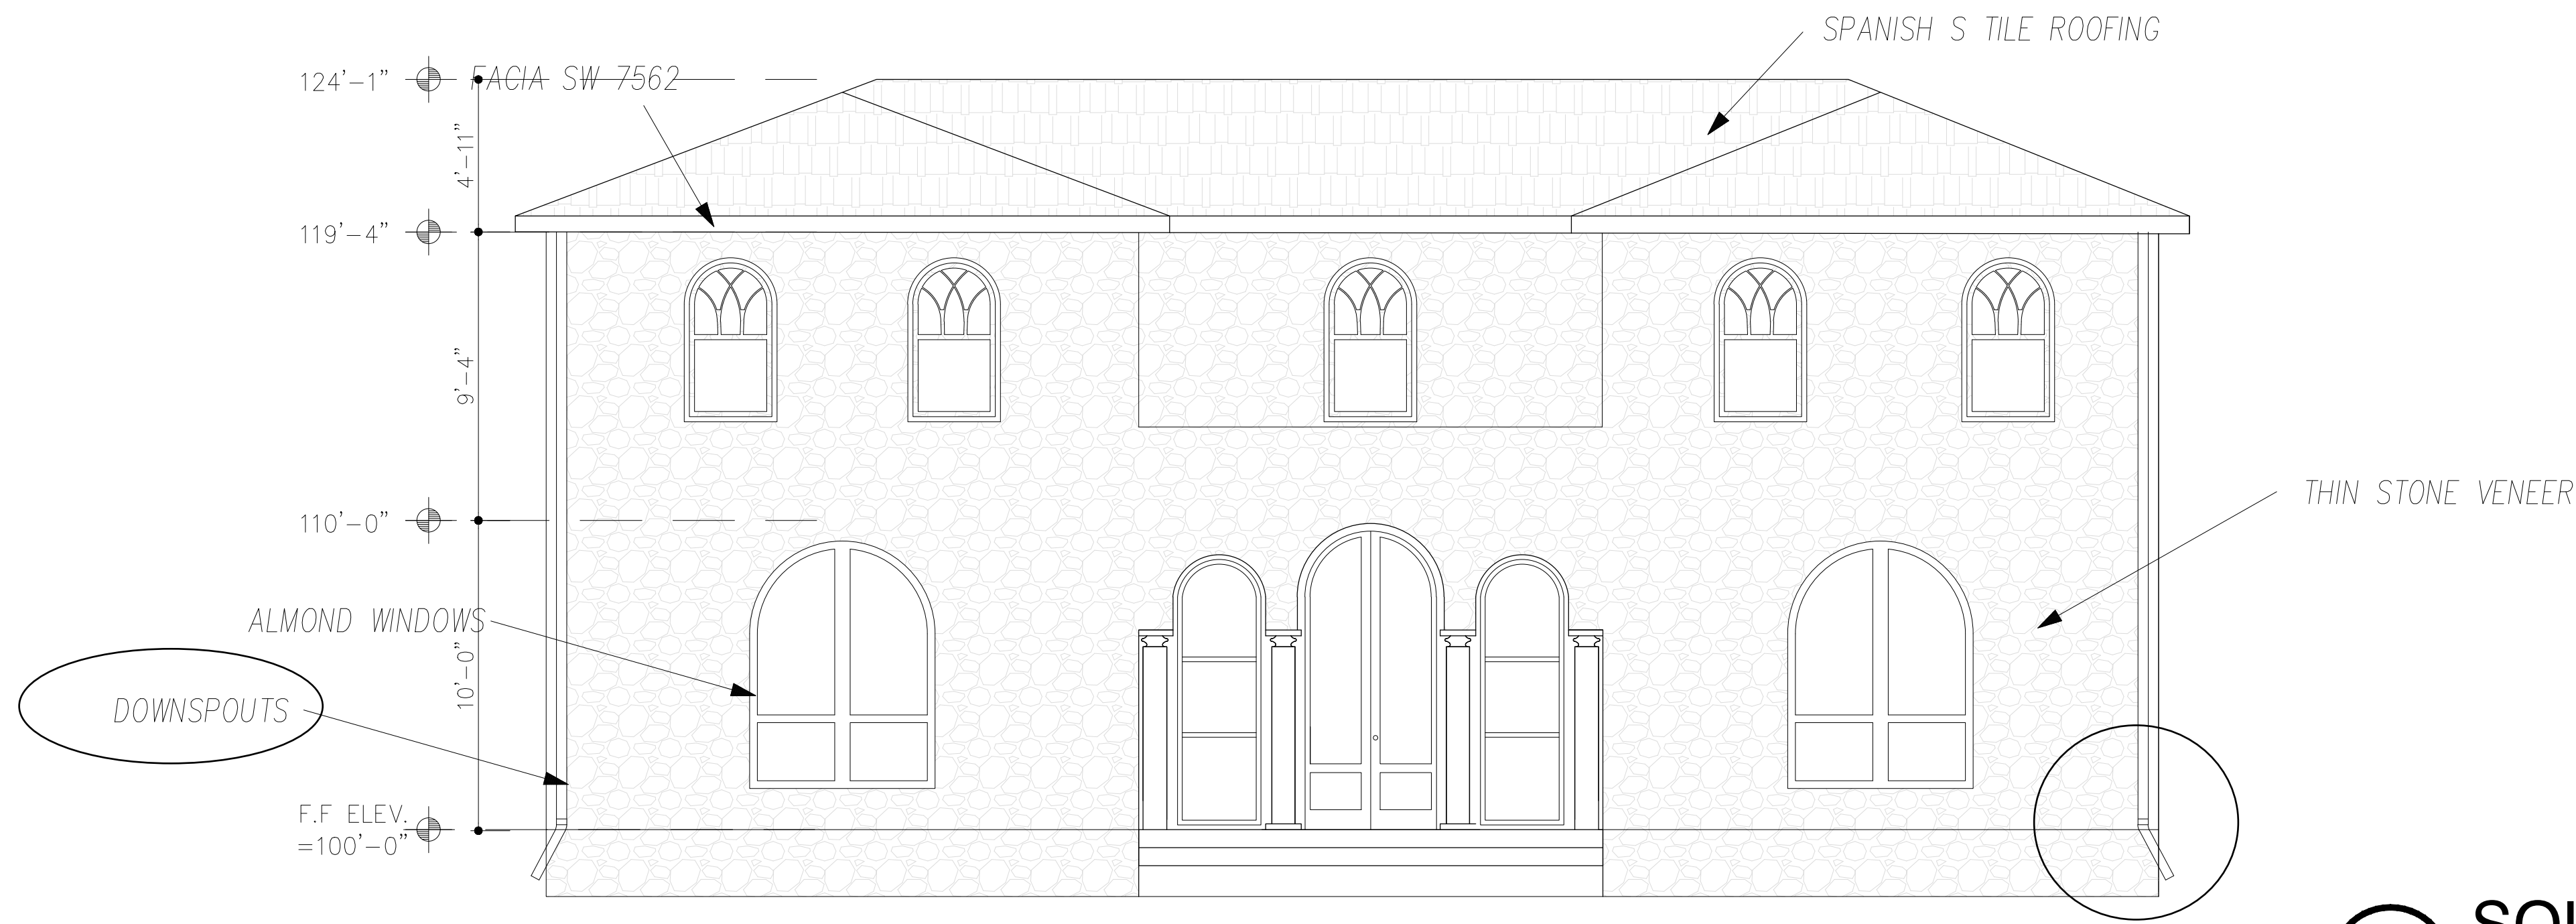 SPANISH S TILE ROOFING
124'-1"
FACIA SW 7562
4'-11"
119'-4"
9'-4"
THIN STONE VENEER
110'-0"
ALMOND WINDOWS
10'-0"
DOWNSPOUTS
F.F ELEV.
=100'-0"